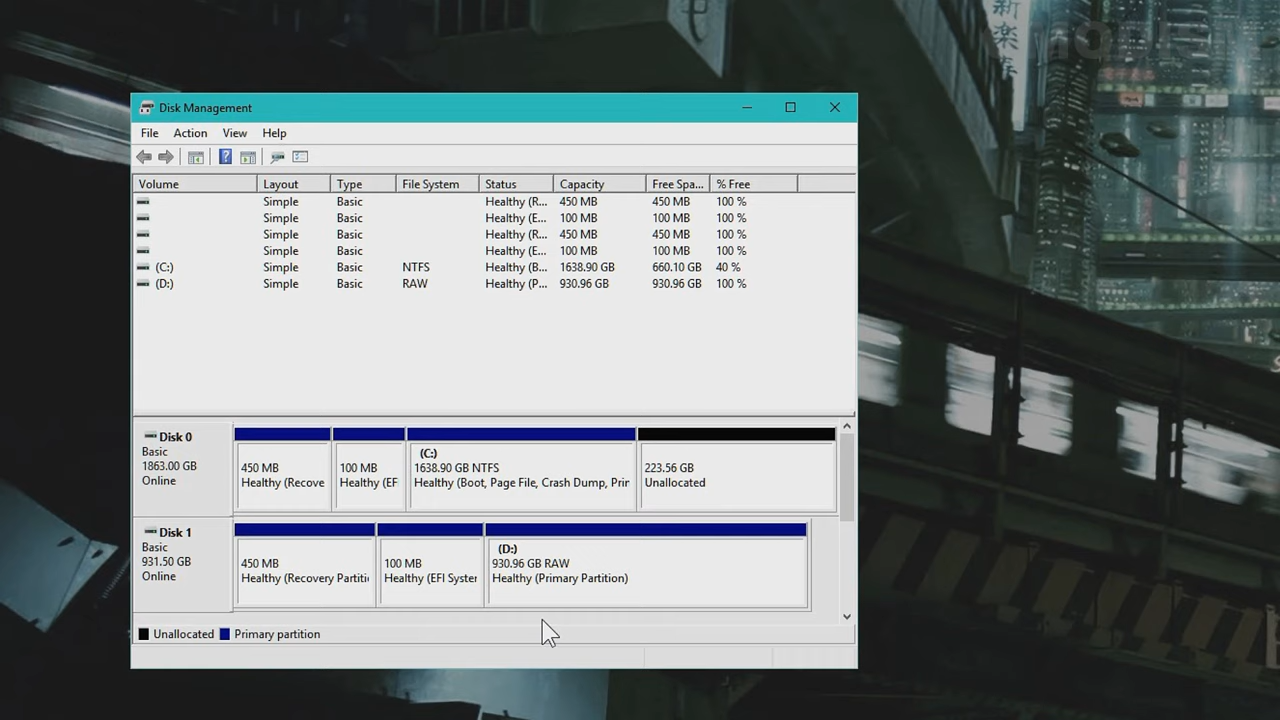 新
楽
Disk Management
File Action View Help
Volume Layout Type File System Status Capacity Free Spa... % Free
Simple Basic Healthy (R... 450 MB 450 MB 100 %
Simple Basic Healthy (E... 100 MB 100 MB 100 %
Simple Basic Healthy (R... 450 MB 450 MB 100 %
Simple Basic Healthy (E... 100 MB 100 MB 100 %
(C:) Simple Basic NTFS Healthy (B... 1638.90 GB 660.10 GB 40 %
(D:) Simple Basic RAW Healthy (P... 930.96 GB 930.96 GB 100 %
Disk 0
Basic
1863.00 GB
Online
450 MB
Healthy (Recove
100 MB
Healthy (EF
(C:)
1638.90 GB NTFS
Healthy (Boot, Page File, Crash Dump, Prin
223.56 GB
Unallocated
Disk 1
Basic
931.50 GB
Online
450 MB
Healthy (Recovery Partiti
100 MB
Healthy (EFI System
(D:)
930.96 GB RAW
Healthy (Primary Partition)
Unallocated Primary partition